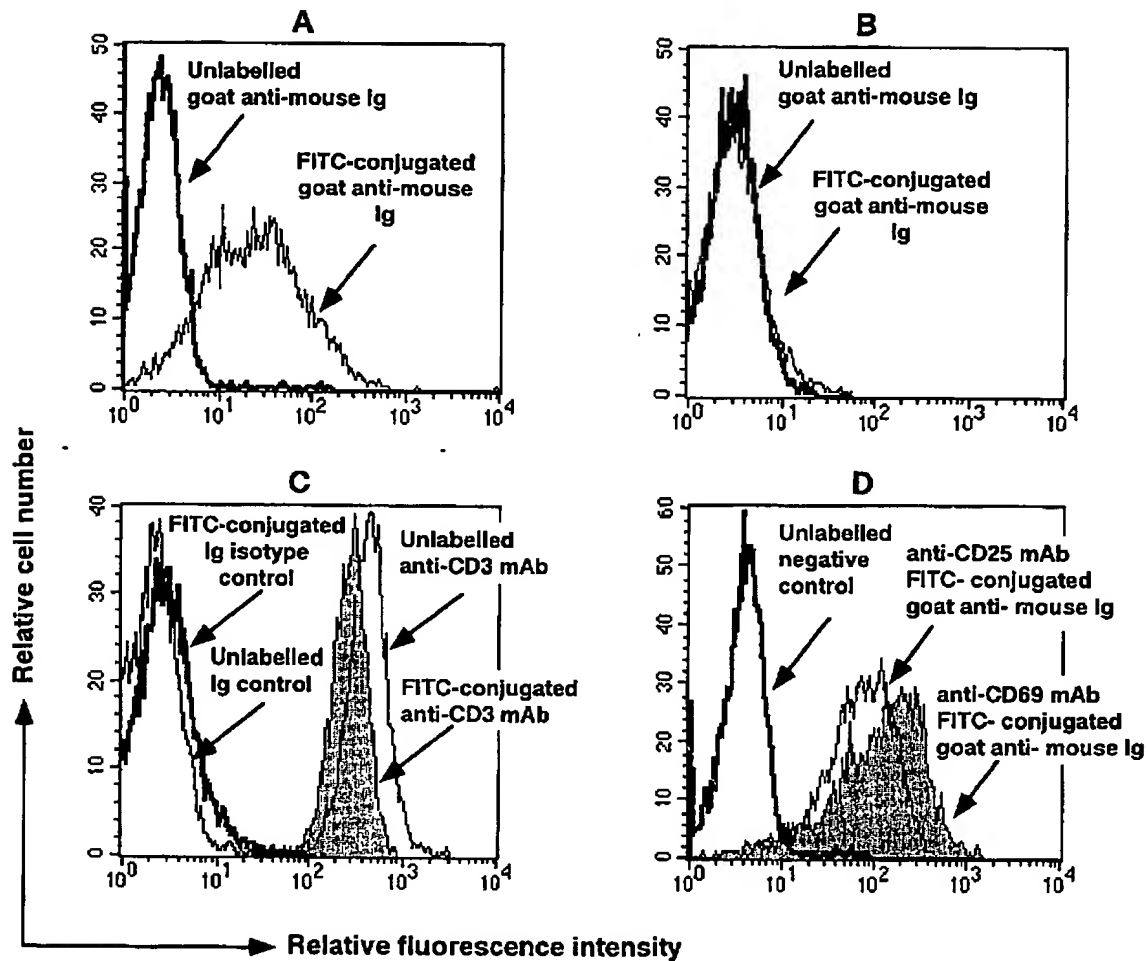 A
50
40
30
20
10
0
Unlabelled
goat anti-mouse Ig
FITC-conjugated
goat anti-mouse
Ig
10^0 10^1 10^2 10^3 10^4
B
50
40
30
20
10
0
Unlabelled
goat anti-mouse Ig
FITC-conjugated
goat anti-mouse
Ig
10^0 10^1 10^2 10^3 10^4
C
40
30
20
10
0
FITC-conjugated
Ig isotype
control
Unlabelled
Ig control
Unlabelled
anti-CD3 mAb
FITC-conjugated
anti-CD3 mAb
10^0 10^1 10^2 10^3 10^4
D
60
50
40
30
20
10
0
Unlabelled
negative
control
anti-CD25 mAb
FITC- conjugated
goat anti- mouse Ig
anti-CD69 mAb
FITC- conjugated
goat anti- mouse Ig
10^0 10^1 10^2 10^3 10^4
Relative cell number
Relative fluorescence intensity